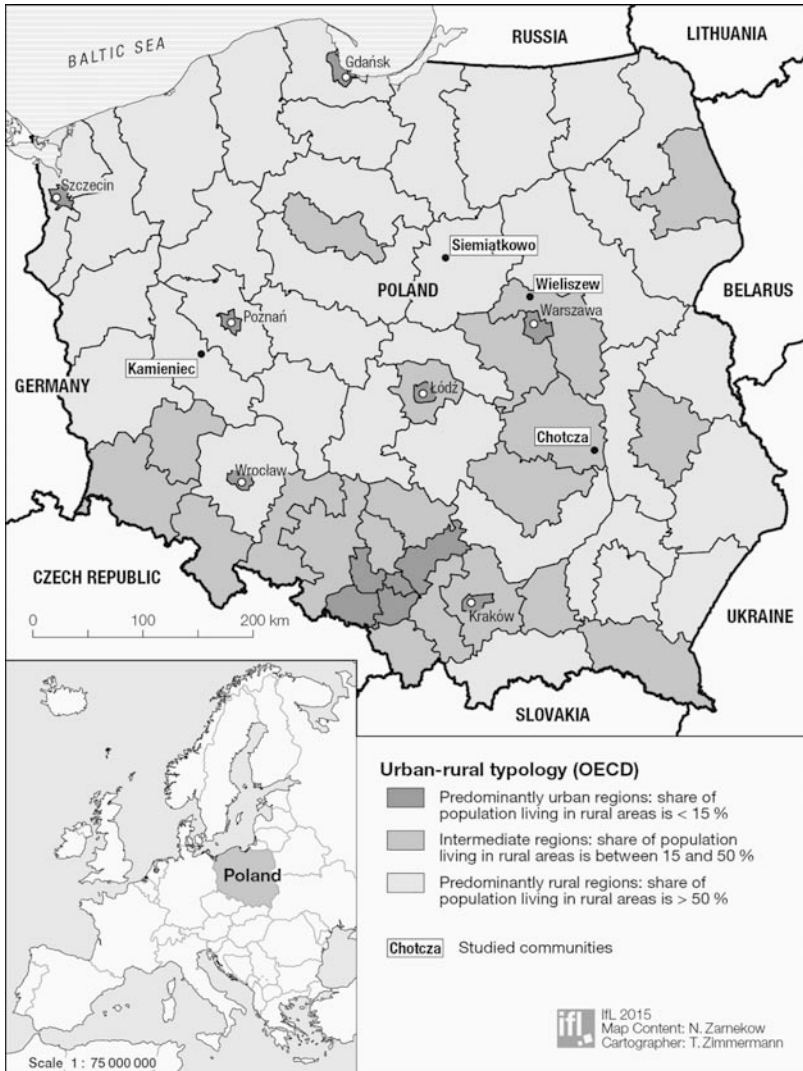 BALTIC SEA
RUSSIA
LITHUANIA
Gdańsk
Szczecin
Siemiątkowo
POLAND
Wieliszew
BELARUS
Poznań
Warszawa
Kamieniec
GERMANY
Łódź
Chotcza
Wrocław
CZECH REPUBLIC
Kraków
UKRAINE
0 100 200 km
SLOVAKIA
Poland
Scale 1 : 75 000 000
Urban-rural typology (OECD)
Predominantly urban regions: share of
population living in rural areas is < 15 %
Intermediate regions: share of population
living in rural areas is between 15 and 50 %
Predominantly rural regions: share of
population living in rural areas is > 50 %
Chotcza Studied communities
ifl.
IfL 2015
Map Content: N. Zarnekow
Cartographer: T. Zimmermann